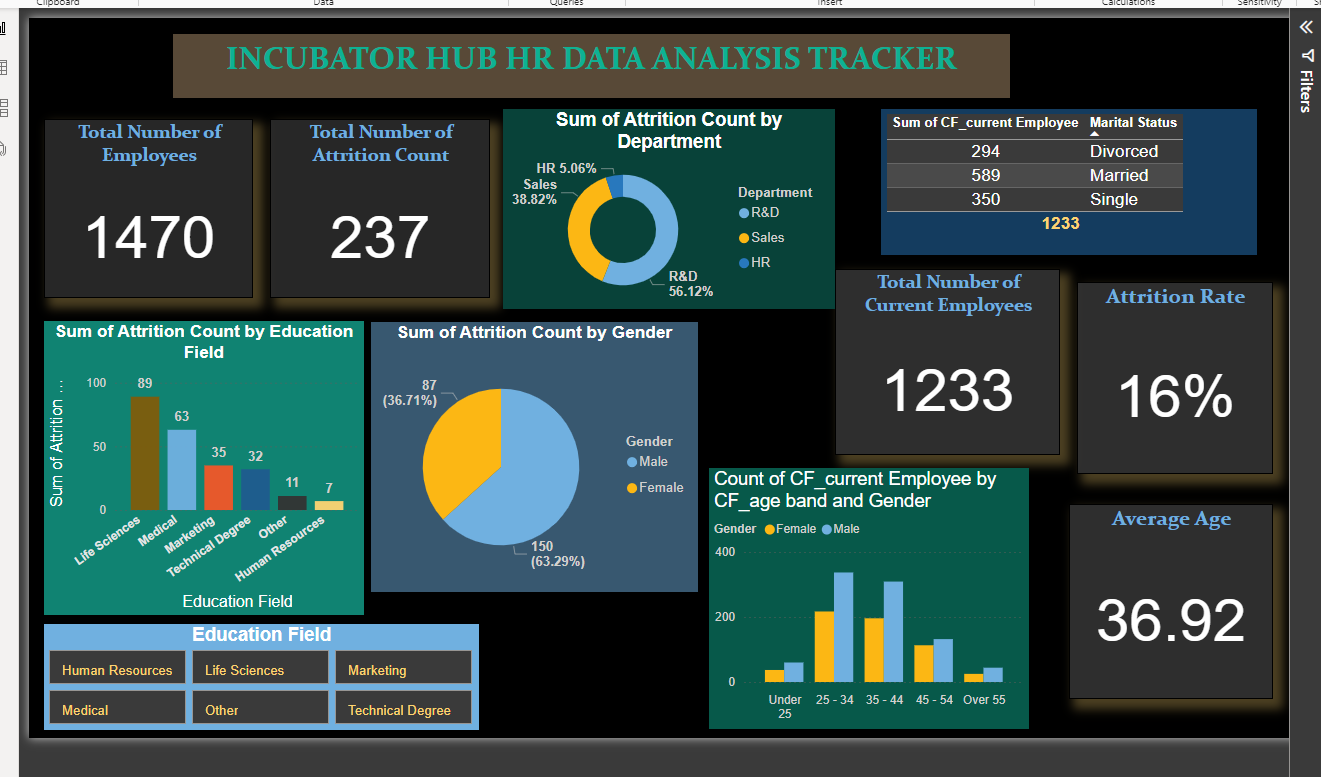 Clipboard
Data
Queries
Insert
Calculations
Sensitivity
INCUBATOR HUB HR DATA ANALYSIS TRACKER
Filters
Total Number of
Employees
1470
Total Number of
Attrition Count
237
Sum of Attrition Count by
Department
HR 5.06%
Sales
38.82%
R&D
56.12%
Department
R&D
Sales
HR
Sum of CF_current Employee Marital Status
294 Divorced
589 Married
350 Single
1233
Total Number of
Current Employees
1233
Attrition Rate
16%
Sum of Attrition Count by Education
Field
Sum of Attrition ...
100
50
0
89
63
35
32
11
7
Life Sciences
Medical
Marketing
Technical Degree
Other
Human Resources
Education Field
Sum of Attrition Count by Gender
87
(36.71%)
150
(63.29%)
Gender
Male
Female
Count of CF_current Employee by
CF_age band and Gender
Gender Female Male
400
200
0
Under
25
25 - 34
35 - 44
45 - 54
Over 55
Average Age
36.92
Education Field
Human Resources
Life Sciences
Marketing
Medical
Other
Technical Degree